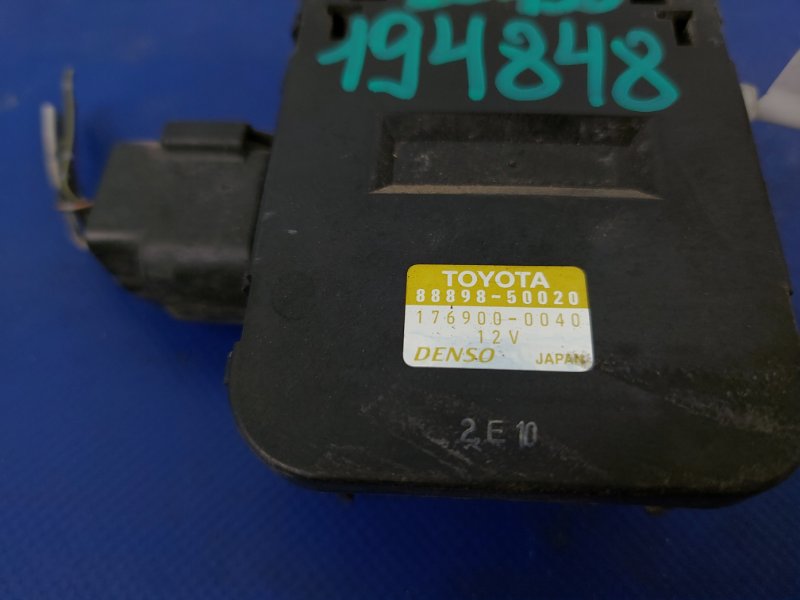 194848
TOYOTA
88898-50020
176900-0040
12V
DENSO JAPAN
2E10